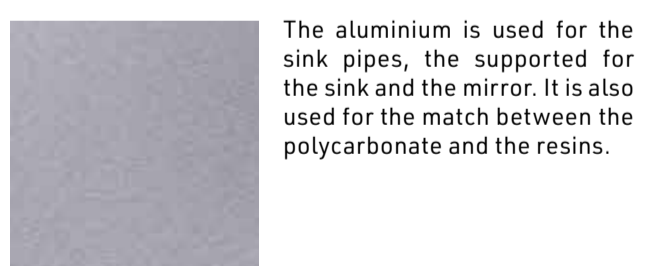 The aluminium is used for the
sink pipes, the supported for
the sink and the mirror. It is also
used for the match between the
polycarbonate and the resins.